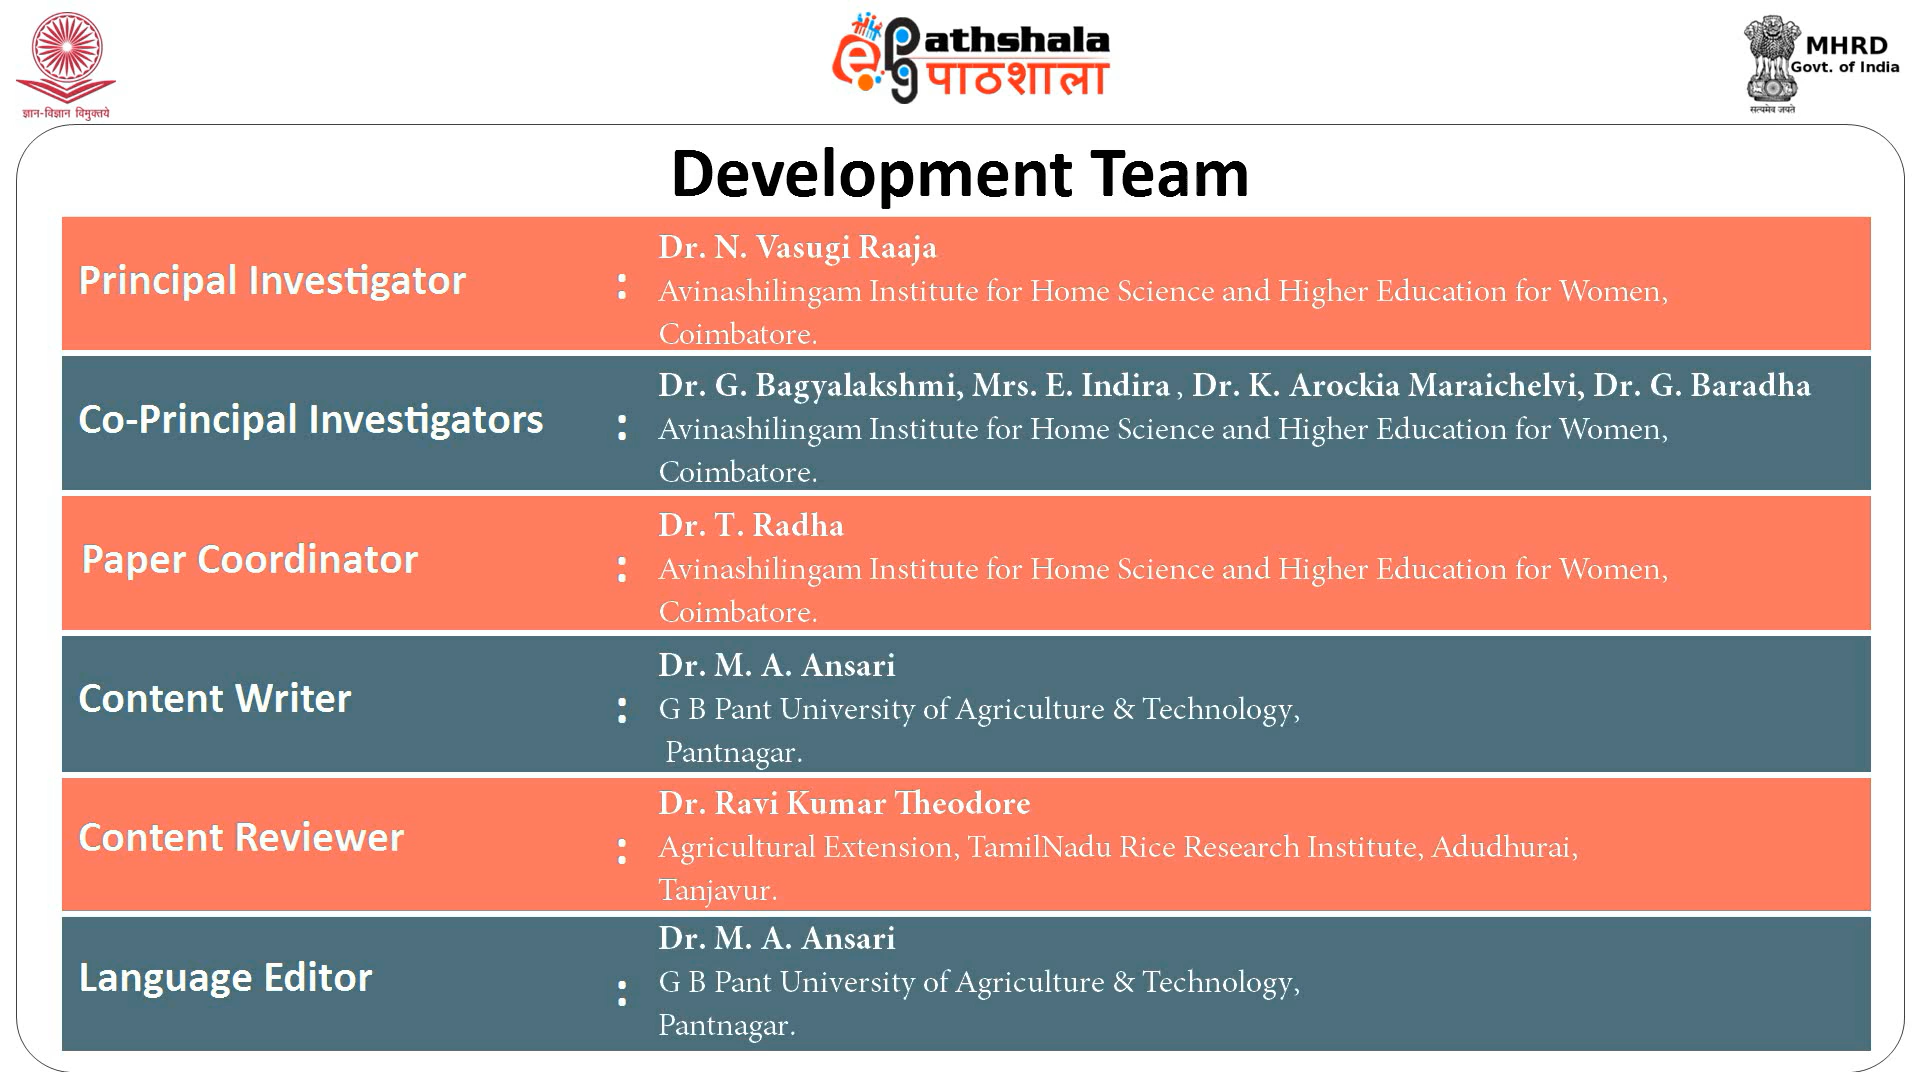 ज्ञान-विज्ञान विमुक्तये
ePathshala
पाठशाला
pg
MHRD
Govt. of India
सत्यमेव जयते
Development Team
Principal Investigator :
Dr. N. Vasugi Raaja
Avinashilingam Institute for Home Science and Higher Education for Women,
Coimbatore.
Co-Principal Investigators :
Dr. G. Bagyalakshmi, Mrs. E. Indira , Dr. K. Arockia Maraichelvi, Dr. G. Baradha
Avinashilingam Institute for Home Science and Higher Education for Women,
Coimbatore.
Paper Coordinator :
Dr. T. Radha
Avinashilingam Institute for Home Science and Higher Education for Women,
Coimbatore.
Content Writer :
Dr. M. A. Ansari
G B Pant University of Agriculture & Technology,
Pantnagar.
Content Reviewer :
Dr. Ravi Kumar Theodore
Agricultural Extension, TamilNadu Rice Research Institute, Adudhurai,
Tanjavur.
Language Editor :
Dr. M. A. Ansari
G B Pant University of Agriculture & Technology,
Pantnagar.